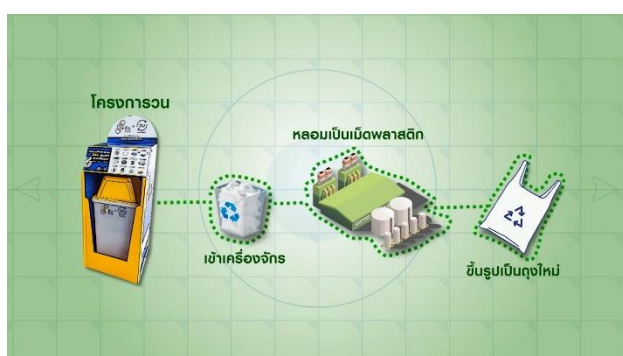 โครงการวน
หลอมเป็นเม็ดพลาสติก
เข้าเครื่องจักร
ขึ้นรูปเป็นถุงใหม่